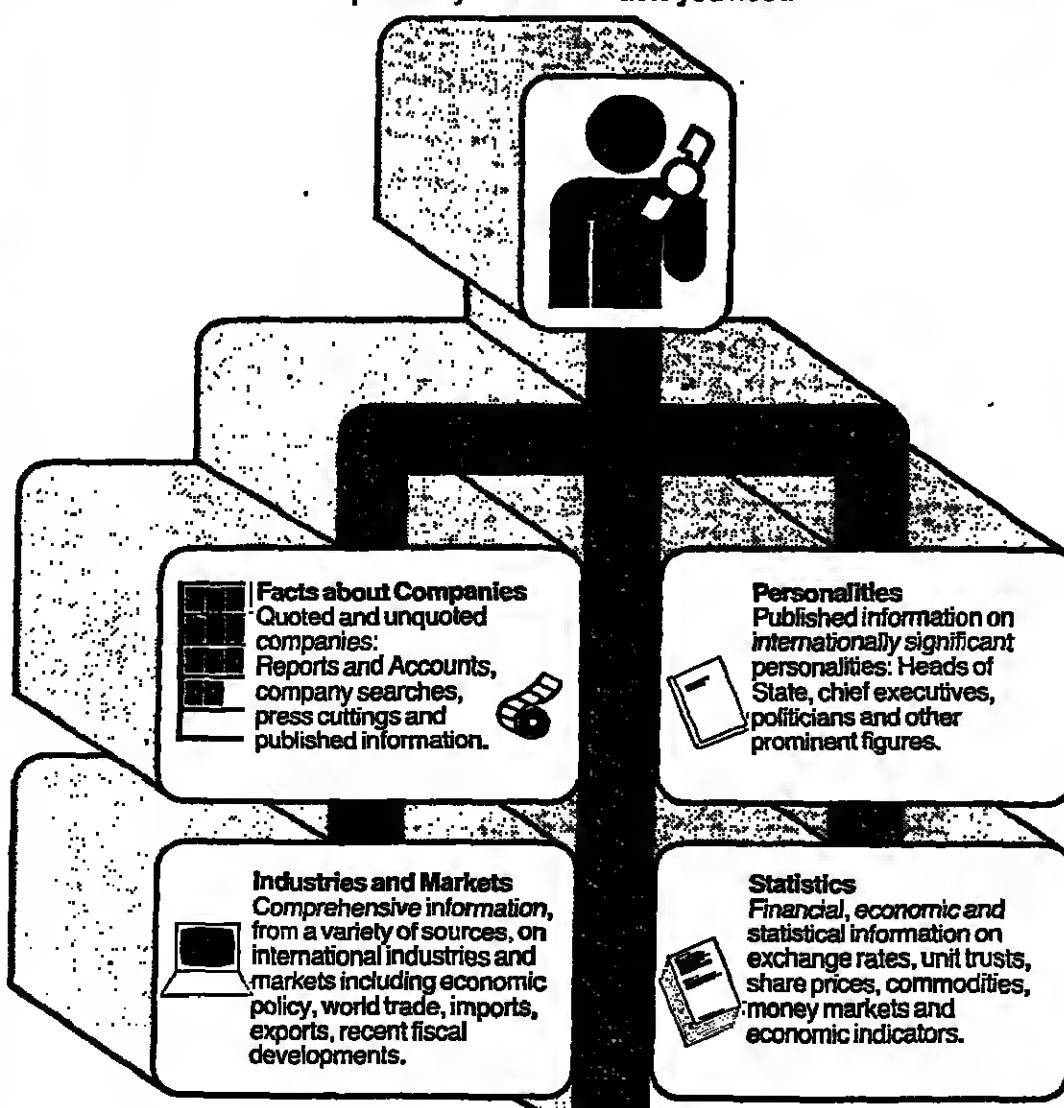 Facts about Companies
Quoted and unquoted
companies:
Reports and Accounts,
company searches,
press cuttings and
published information.
Personalities
Published information on
internationally significant
personalities: Heads of
State, chief executives,
politicians and other
prominent figures.
Industries and Markets
Comprehensive information,
from a variety of sources, on
international industries and
markets including economic
policy, world trade, imports,
exports, recent fiscal
developments.
Statistics
Financial, economic and
statistical information on
exchange rates, unit trusts,
share prices, commodities,
money markets and
economic indicators.